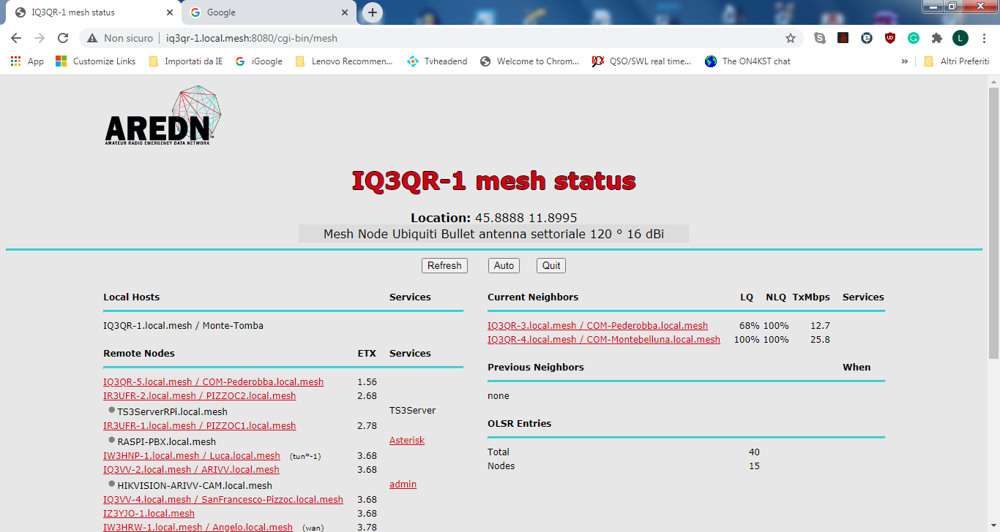 IQ3QR-1 mesh status
Google
Non sicuro | iq3qr-1.local.mesh:8080/cgi-bin/mesh
L
App Customize Links Importati da IE iGoogle Lenovo Recommen... Tvheadend Welcome to Chrom... QSO/SWL real time... The ON4KST chat » Altri Preferiti
AREDN™
AMATEUR RADIO EMERGENCY DATA NETWORK
IQ3QR-1 mesh status
Location: 45.8888 11.8995
Mesh Node Ubiquiti Bullet antenna settoriale 120 ° 16 dBi
Refresh Auto Quit
Local Hosts Services
IQ3QR-1.local.mesh / Monte-Tomba
Remote Nodes ETX Services
IQ3QR-5.local.mesh / COM-Pederobba.local.mesh 1.56
IR3UFR-2.local.mesh / PIZZOC2.local.mesh 2.68
TS3ServerRPi.local.mesh TS3Server
IR3UFR-1.local.mesh / PIZZOC1.local.mesh 2.78
RASPI-PBX.local.mesh Asterisk
IW3HNP-1.local.mesh / Luca.local.mesh (tun*-1) 3.68
IQ3VV-2.local.mesh / ARIVV.local.mesh 3.68
HIKVISION-ARIVV-CAM.local.mesh admin
IQ3VV-4.local.mesh / SanFrancesco-Pizzoc.local.mesh 3.68
IZ3YJO-1.local.mesh 3.68
IW3HRW-1.local.mesh / Angelo.local.mesh (wan) 3.78
Current Neighbors LQ NLQ TxMbps Services
IQ3QR-3.local.mesh / COM-Pederobba.local.mesh 68% 100% 12.7
IQ3QR-4.local.mesh / COM-Montebelluna.local.mesh 100% 100% 25.8
Previous Neighbors When
none
OLSR Entries
Total 40
Nodes 15